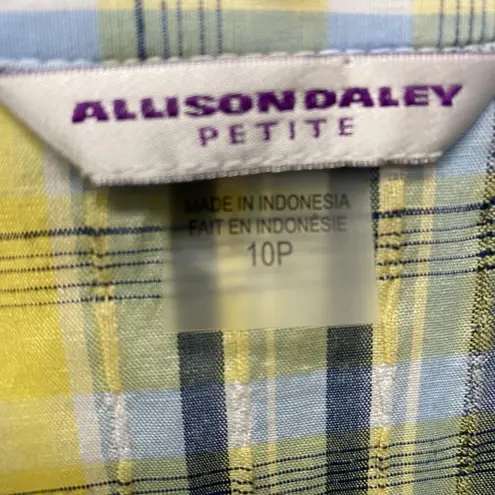 ALLISON DALEY
PETITE
MADE IN INDONESIA
FAIT EN INDONÉSIE
10P